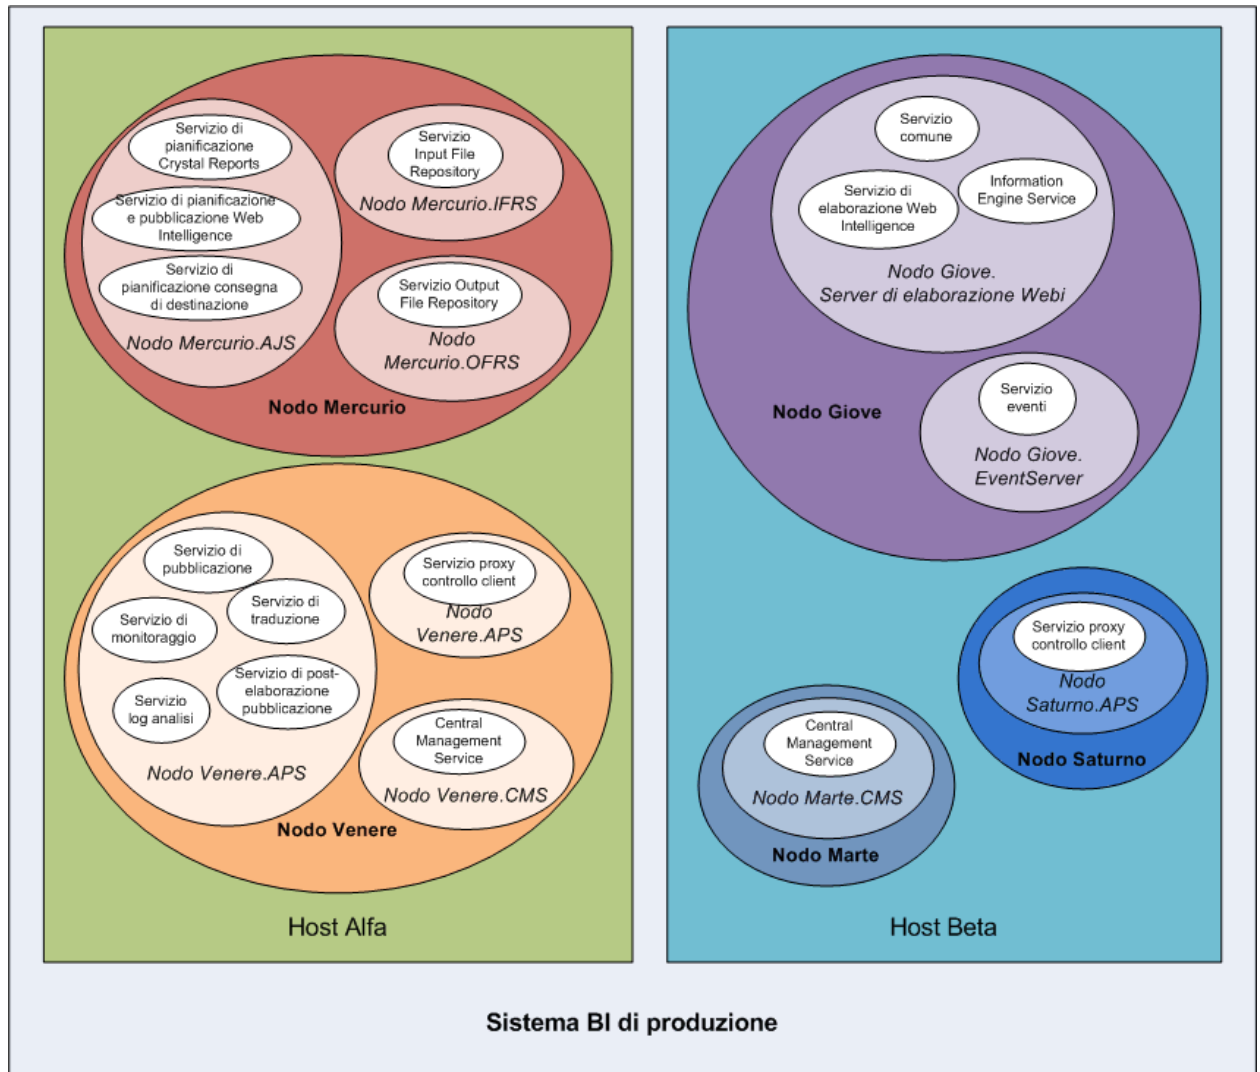 Servizio di
pianificazione
Crystal Reports
Servizio di pianificazione
e pubblicazione Web
Intelligence
Servizio di
pianificazione consegna
di destinazione
Nodo Mercurio.AJS
Servizio
Input File
Repository
Nodo Mercurio.IFRS
Servizio Output
File Repository
Nodo
Mercurio.OFRS
Nodo Mercurio
Servizio di
pubblicazione
Servizio di
traduzione
Servizio di
monitoraggio
Servizio di post-
elaborazione
pubblicazione
Servizio
log analisi
Nodo Venere.APS
Servizio proxy
controllo client
Nodo
Venere.APS
Central
Management
Service
Nodo Venere.CMS
Nodo Venere
Host Alfa
Servizio
comune
Servizio di
elaborazione Web
Intelligence
Information
Engine Service
Nodo Giove.
Server di elaborazione Webi
Servizio
eventi
Nodo Giove.
EventServer
Nodo Giove
Servizio proxy
controllo client
Nodo
Saturno.APS
Nodo Saturno
Central
Management
Service
Nodo Marte.CMS
Nodo Marte
Host Beta
Sistema BI di produzione